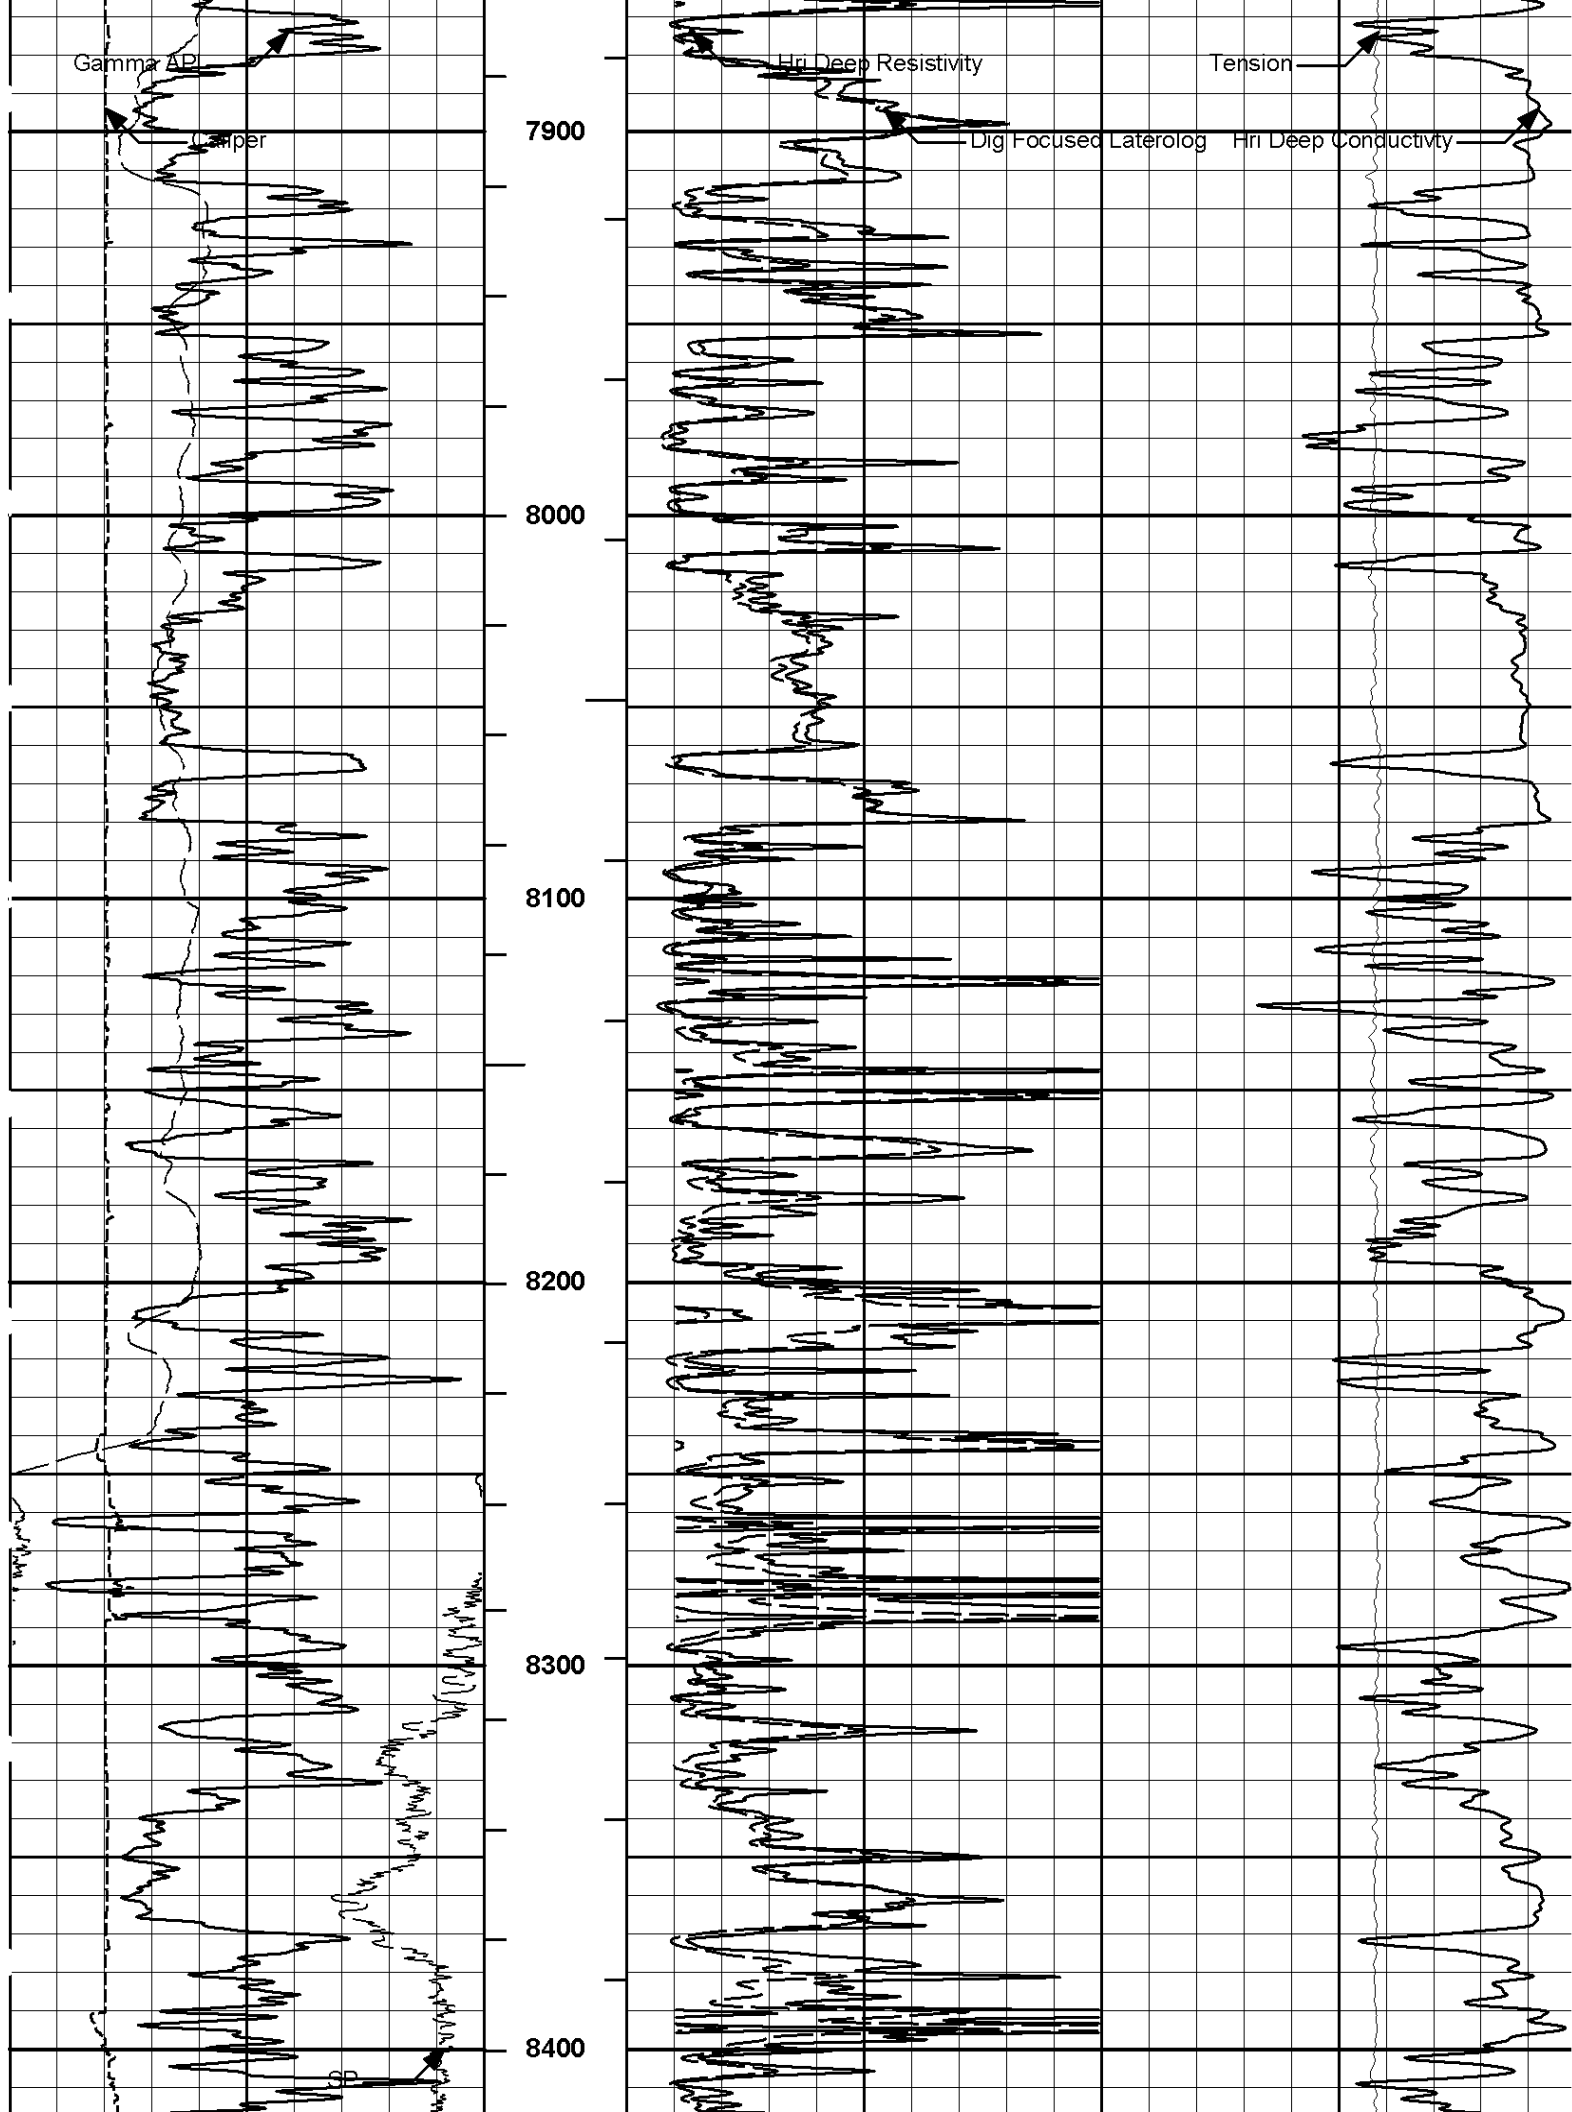 Gamma API
Hri Deep Resistivity
Tension
7900
Caliper
Dig Focused Laterolog
Hri Deep Conductivty
8000
8100
8200
8300
8400
SP